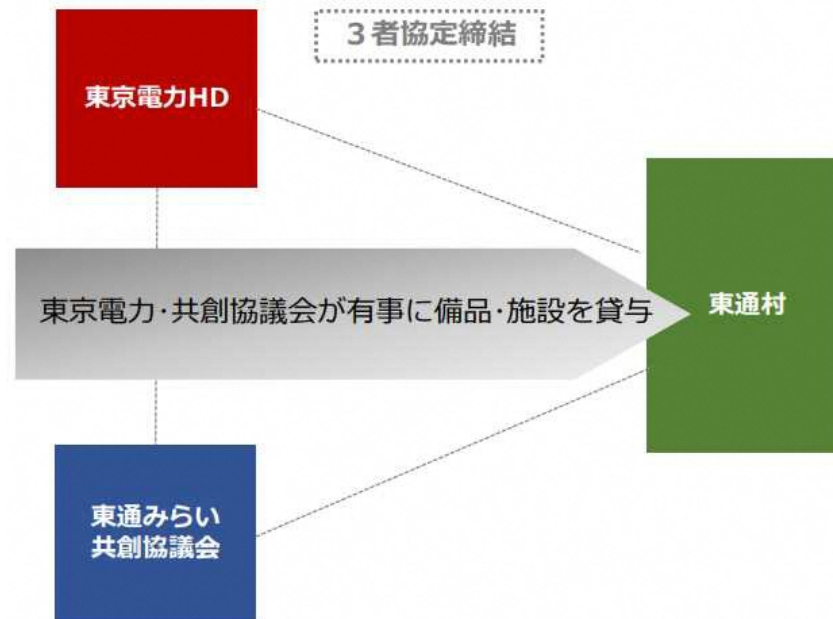 ３者協定締結
東京電力HD
東京電力・共創協議会が有事に備品・施設を貸与
東通村
東通みらい
共創協議会